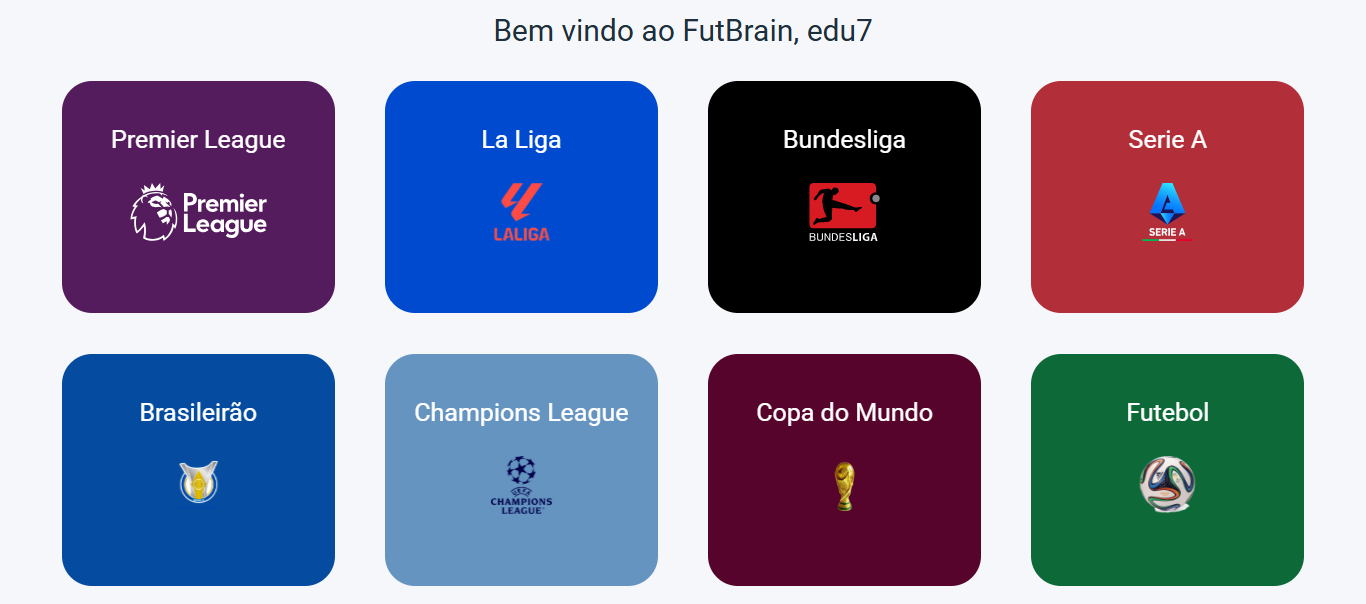 Bem vindo ao FutBrain, edu7
Premier League
La Liga
Bundesliga
Serie A
Premier
League
LALIGA
BUNDESLIGA
SERIE A
Brasileirão
Champions League
Copa do Mundo
Futebol
UEFA
CHAMPIONS
LEAGUE